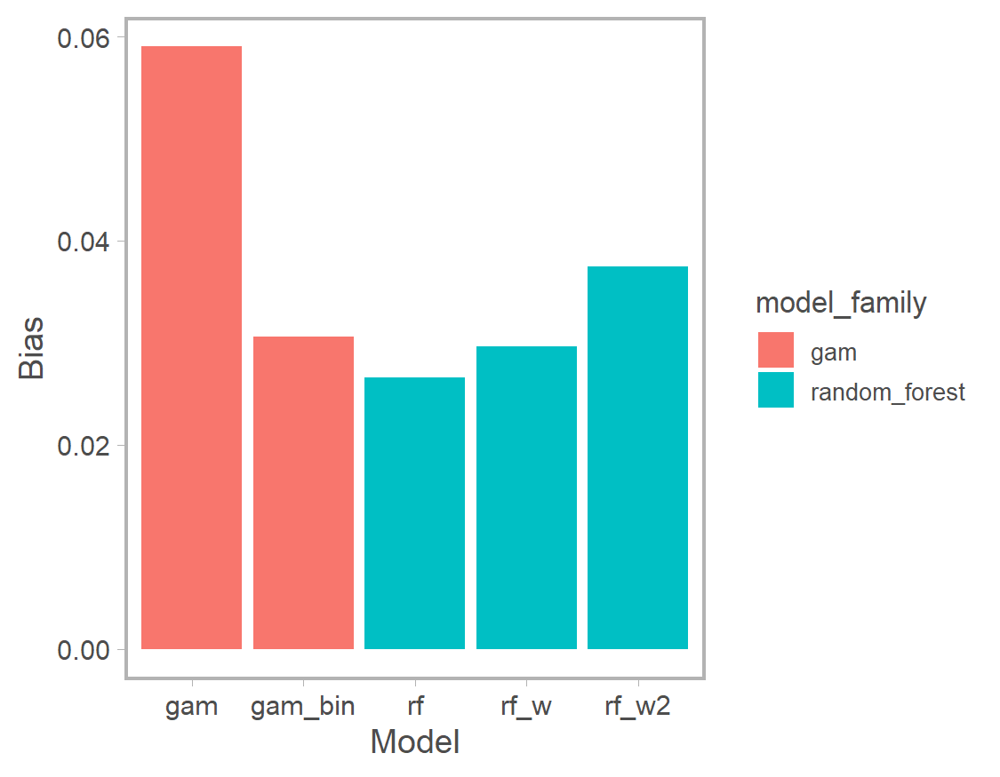 0.06
0.04
0.02
0.00
Bias
gam
gam_bin
rf
rf_w
rf_w2
Model
model_family
gam
random_forest